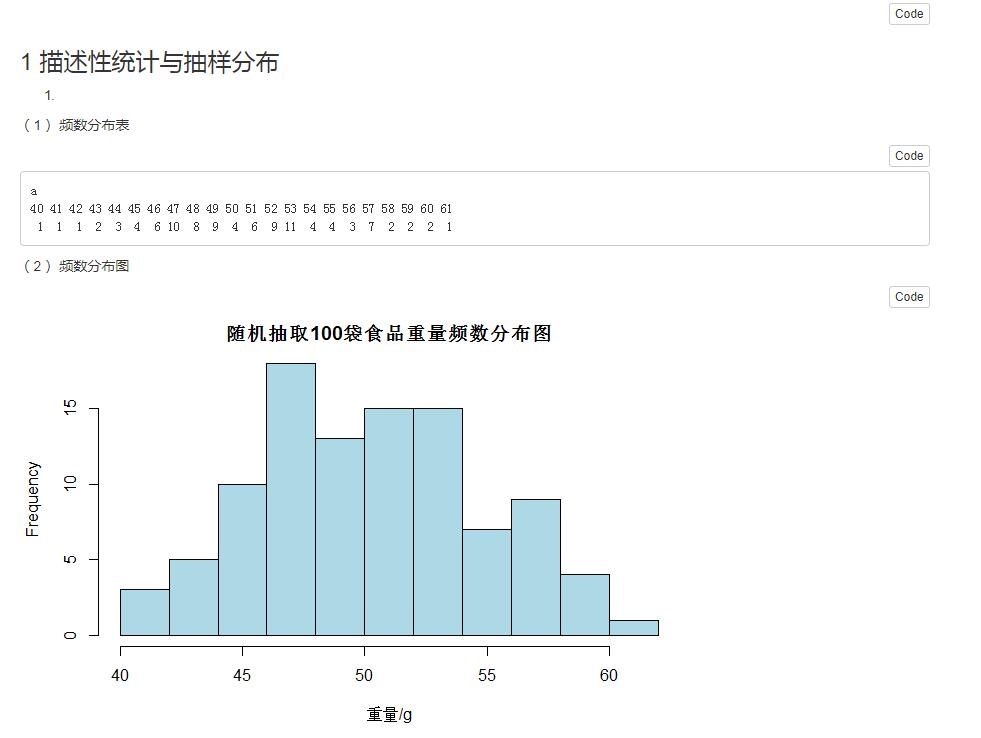 Code
1 描述性统计与抽样分布
1.
（1）频数分布表
Code
a
40 41 42 43 44 45 46 47 48 49 50 51 52 53 54 55 56 57 58 59 60 61
1 1 1 2 3 4 6 10 8 9 4 6 9 11 4 4 3 7 2 2 2 1
（2）频数分布图
Code
随机抽取100袋食品重量频数分布图
15
10
5
0
Frequency
40 45 50 55 60
重量/g